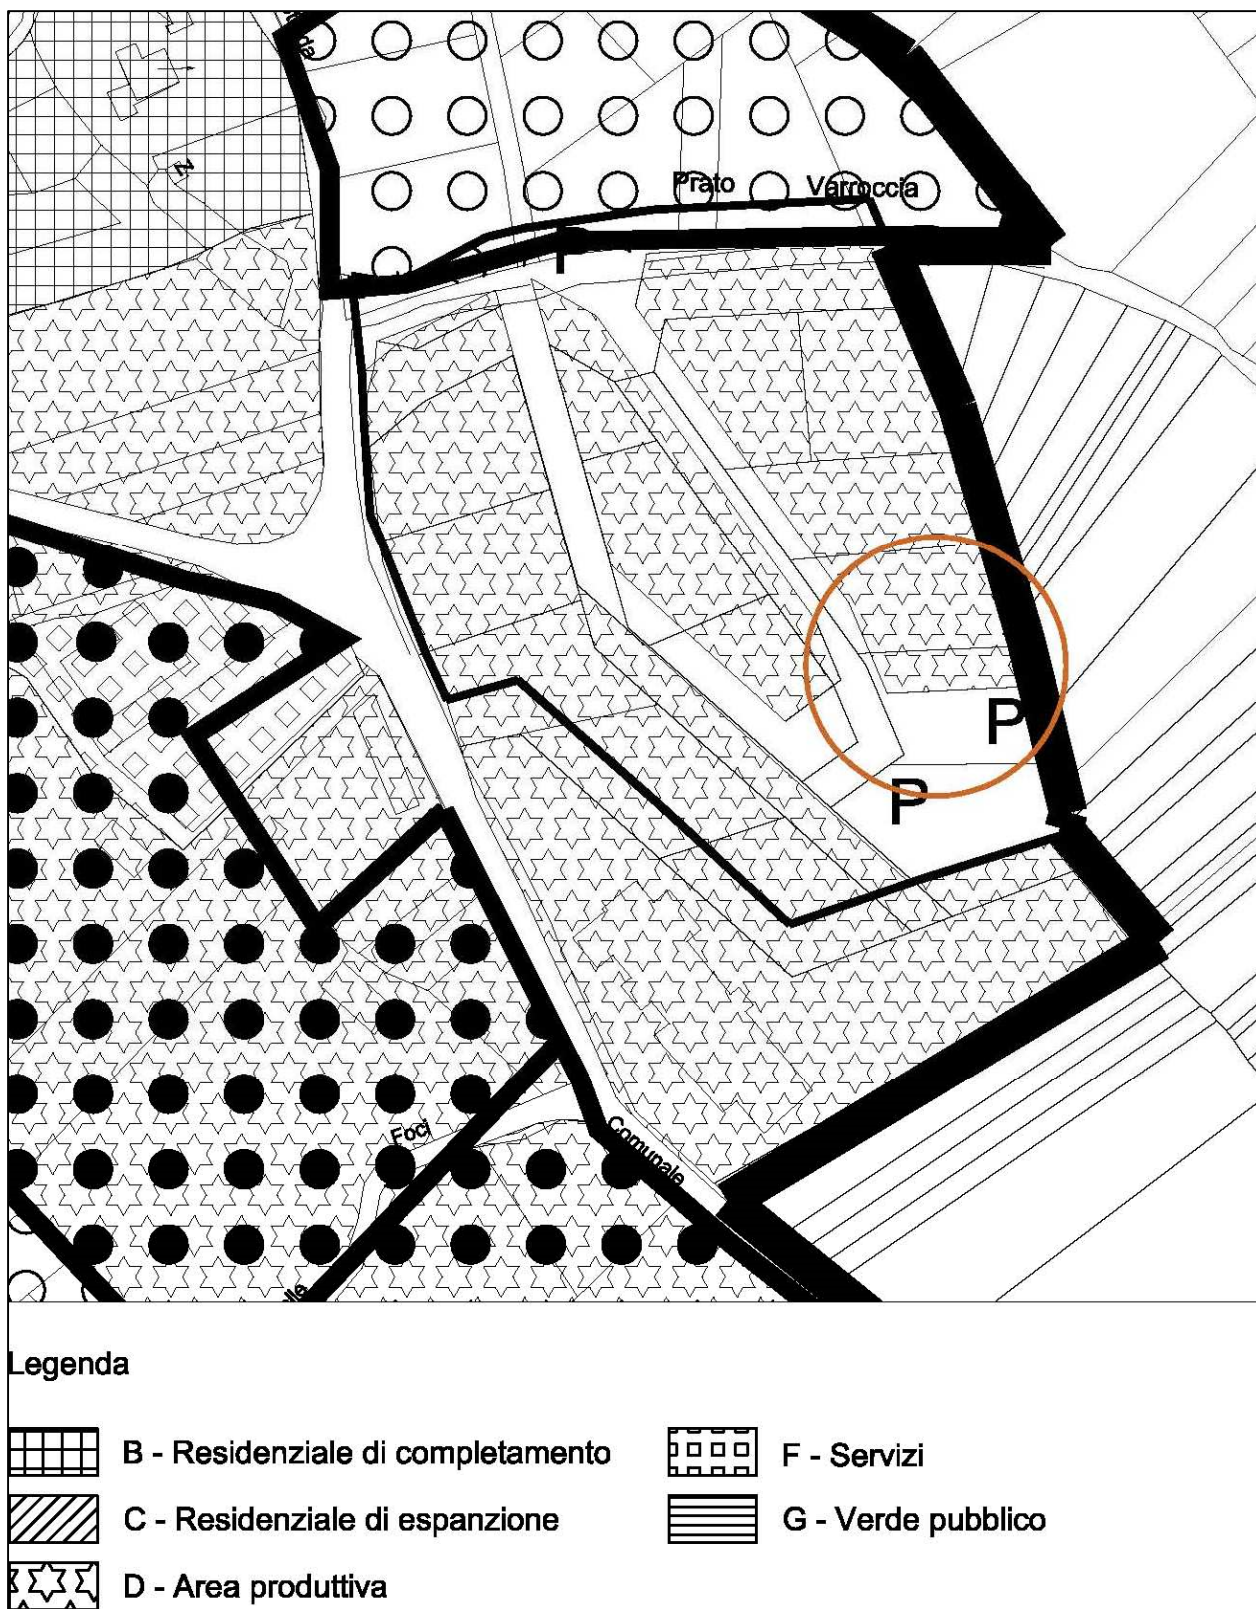 Prato Varroccia
P
P
Foci
Comunale
Legenda
B - Residenziale di completamento
F - Servizi
C - Residenziale di espanzione
G - Verde pubblico
D - Area produttiva